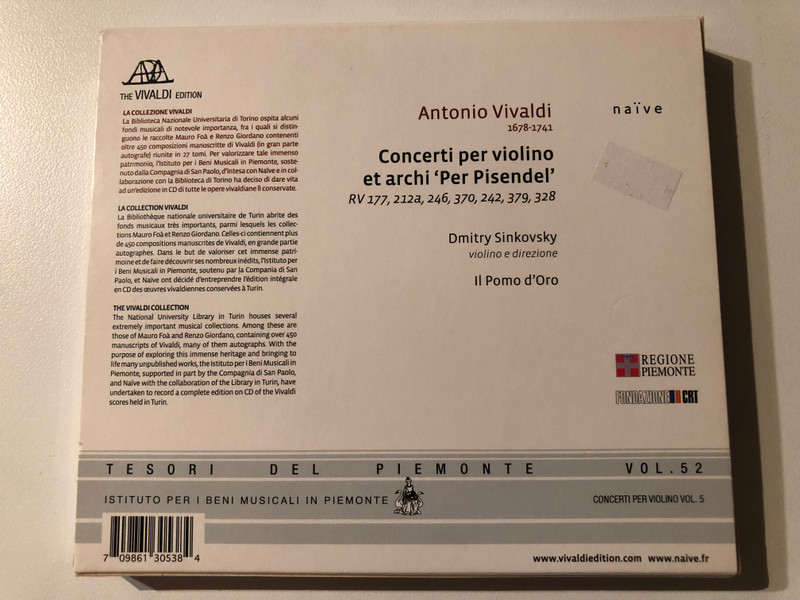 THE VIVALDI EDITION
LA COLLEZIONE VIVALDI
La Biblioteca Nazionale Universitaria di Torino ospita alcuni
fondi musicali di notevole importanza, fra i quali si distin-
guono le raccolte Mauro Foà e Renzo Giordano contenenti
oltre 450 composizioni manoscritte di Vivaldi (in gran parte
autografe) riunite in 27 tomi. Per valorizzare tale immenso
patrimonio, l'Istituto per i Beni Musicali in Piemonte, soste-
nuto dalla Compagnia di San Paolo, d'intesa con Naïve e in col-
laborazione con la Biblioteca di Torino ha deciso di dare vita
ad un'edizione in CD di tutte le opere vivaldiane lì conservate.
LA COLLECTION VIVALDI
La Bibliothèque nationale universitaire de Turin abrite des
fonds musicaux très importants, parmi lesquels les collec-
tions Mauro Foà et Renzo Giordano. Celles-ci contiennent plus
de 450 compositions manuscrites de Vivaldi, en grande partie
autographes. Dans le but de valoriser cet immense patri-
moine et de faire découvrir ses nombreux inédits, l'Istituto per
i Beni Musicali in Piemonte, soutenu par la Compania di San
Paolo, et Naïve ont décidé d'entreprendre l'édition intégrale
en CD des œuvres vivaldiennes conservées à Turin.
THE VIVALDI COLLECTION
The National University Library in Turin houses several
extremely important musical collections. Among these are
those of Mauro Foà and Renzo Giordano, containing over 450
manuscripts of Vivaldi, many of them autographs. With the
purpose of exploring this immense heritage and bringing to
life many unpublished works, the Istituto per i Beni Musicali in
Piemonte, supported in part by the Compagnia di San Paolo,
and Naïve with the collaboration of the Library in Turin, have
undertaken to record a complete edition on CD of the Vivaldi
scores held in Turin.
Antonio Vivaldi
1678-1741
naïve
Concerti per violino
et archi ‘Per Pisendel’
RV 177, 212a, 246, 370, 242, 379, 328
Dmitry Sinkovsky
violino e direzione
Il Pomo d'Oro
REGIONE
PIEMONTE
FONDAZIONE CRT
TESORI DEL PIEMONTE VOL.52
ISTITUTO PER I BENI MUSICALI IN PIEMONTE
CONCERTI PER VIOLINO VOL. 5
7 09861 30538 4
www.vivaldiedition.com www.naive.fr